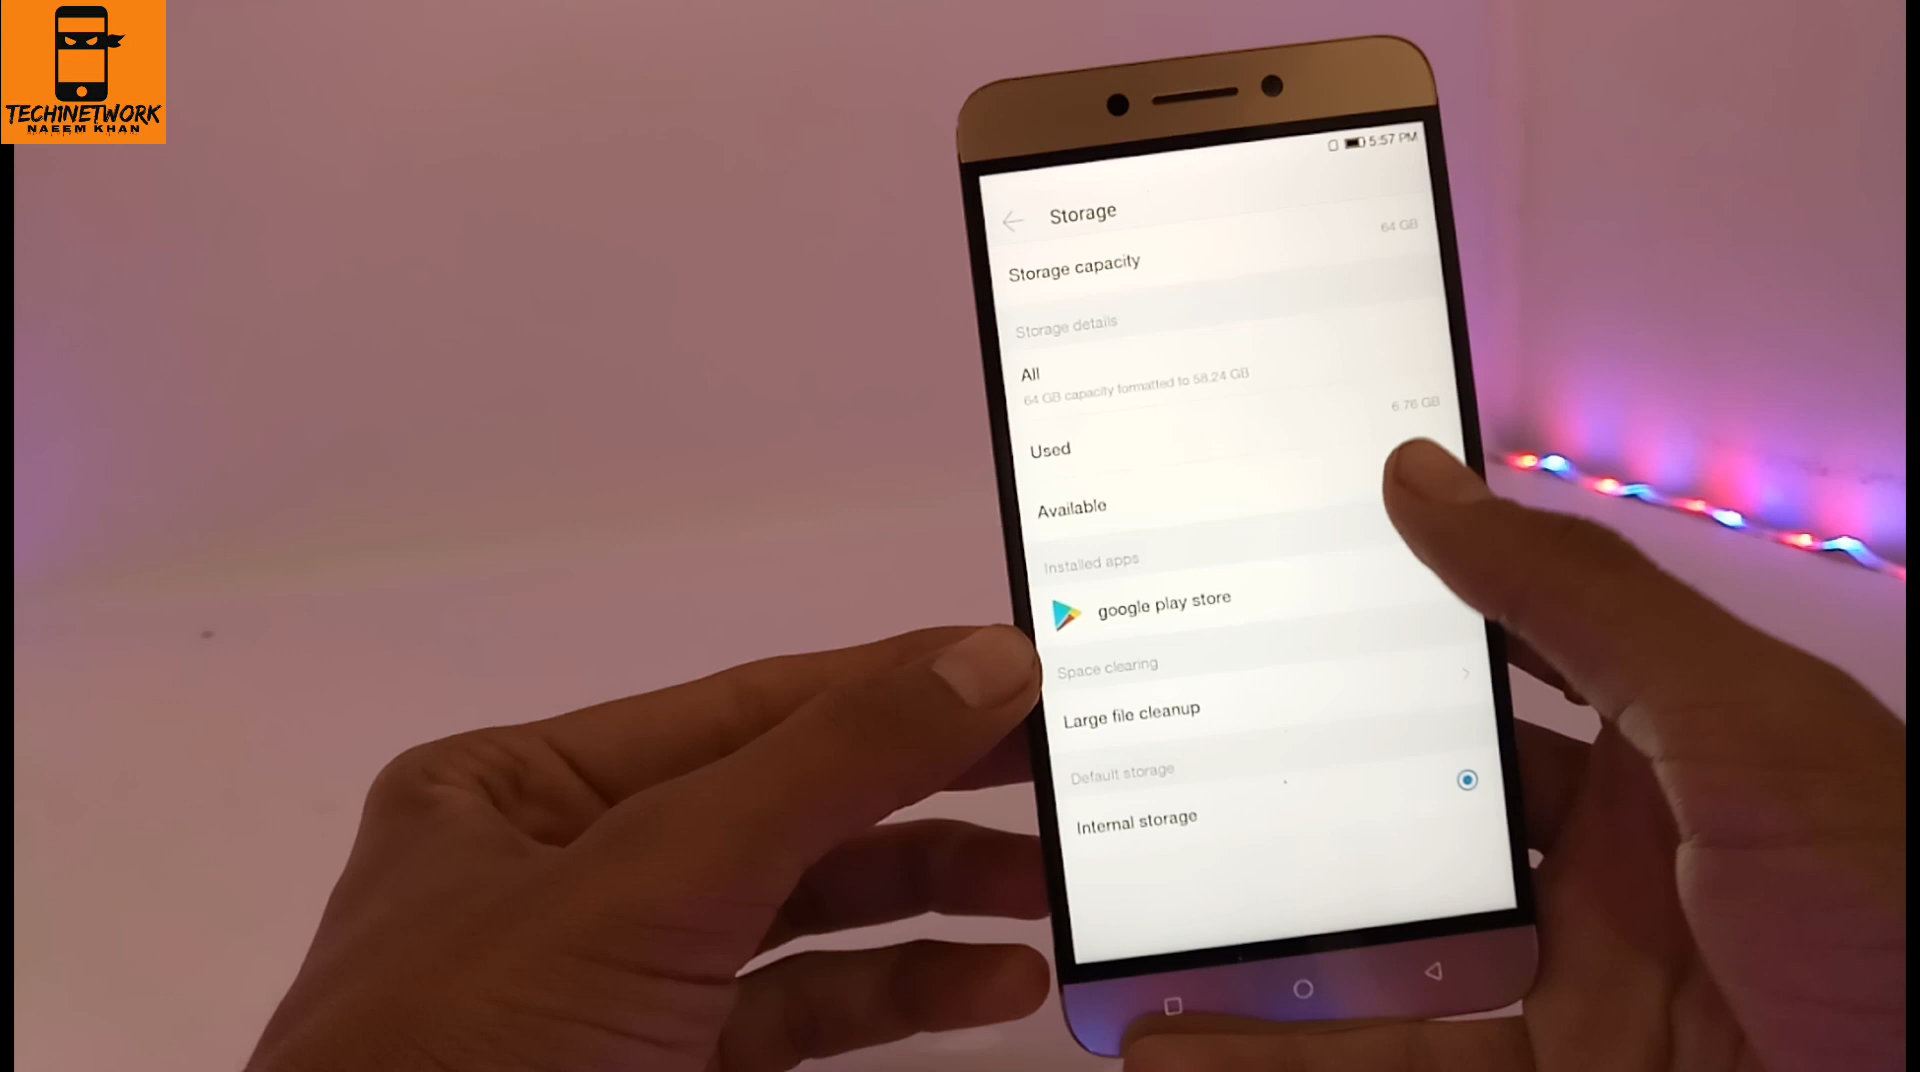 TECH1NETWORK
NAEEM KHAN
5:57 PM
Storage
Storage capacity
64 GB
Storage details
All
64 GB capacity formatted to 58.24 GB
Used
6.76 GB
Available
Installed apps
google play store
Space clearing
Large file cleanup
Default storage
Internal storage